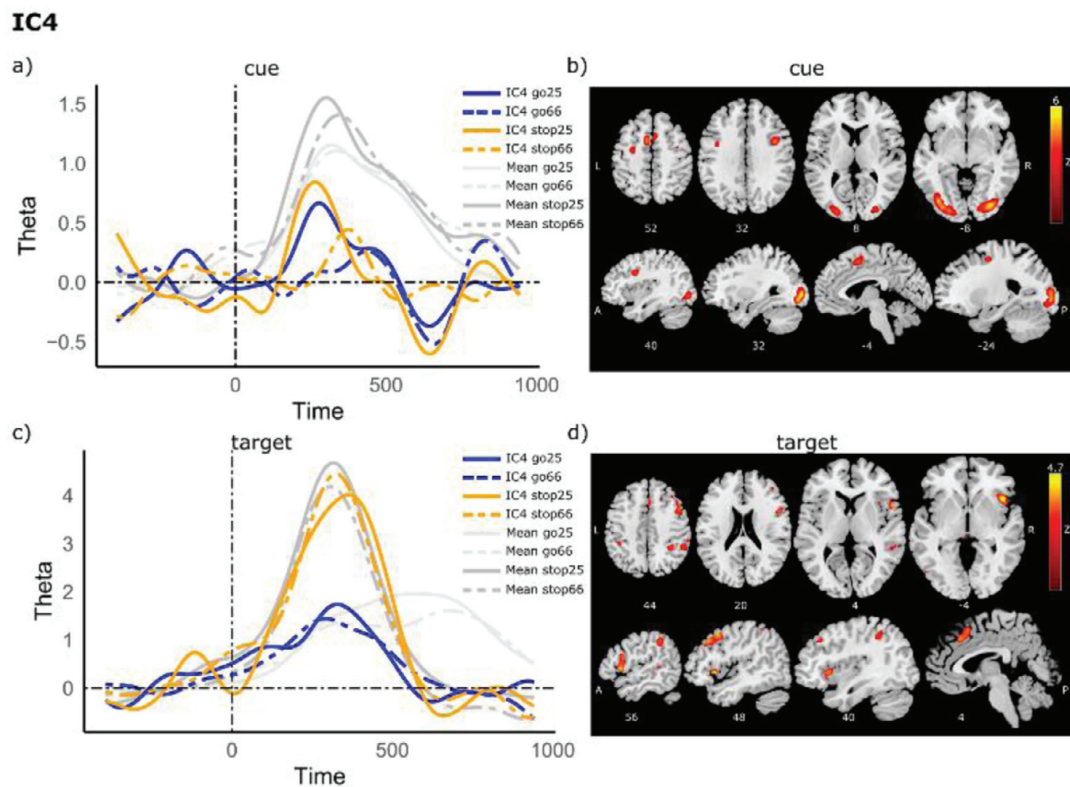 IC4
a)
cue
1.5
1.0
0.5
0.0
−0.5
Theta
0
500
1000
Time
IC4 go25
IC4 go66
IC4 stop25
IC4 stop66
Mean go25
Mean go66
Mean stop25
Mean stop66
b)
cue
6
Z
L
R
52
32
8
-8
A
P
40
32
-4
-24
c)
target
4
3
2
1
0
Theta
0
500
1000
Time
IC4 go25
IC4 go66
IC4 stop25
IC4 stop66
Mean go25
Mean go66
Mean stop25
Mean stop66
d)
target
4.7
Z
L
R
44
20
4
-4
A
P
56
48
40
4